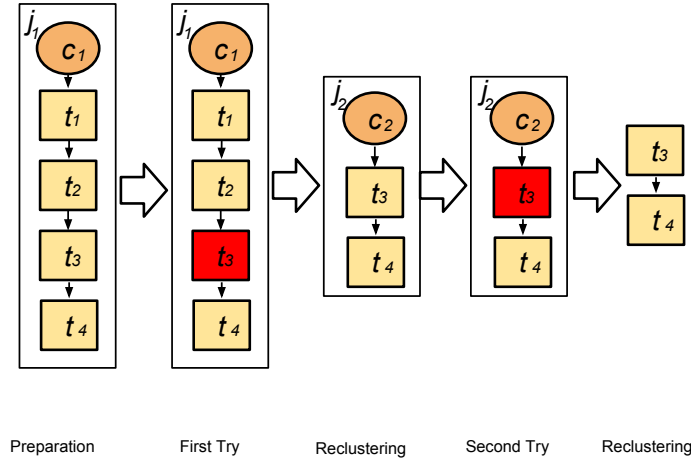 j1 c1 t1 t2 t3 t4
j1 c1 t1 t2 t3 t4
j2 c2 t3 t4
j2 c2 t3 t4
t3 t4
Preparation First Try Reclustering Second Try Reclustering